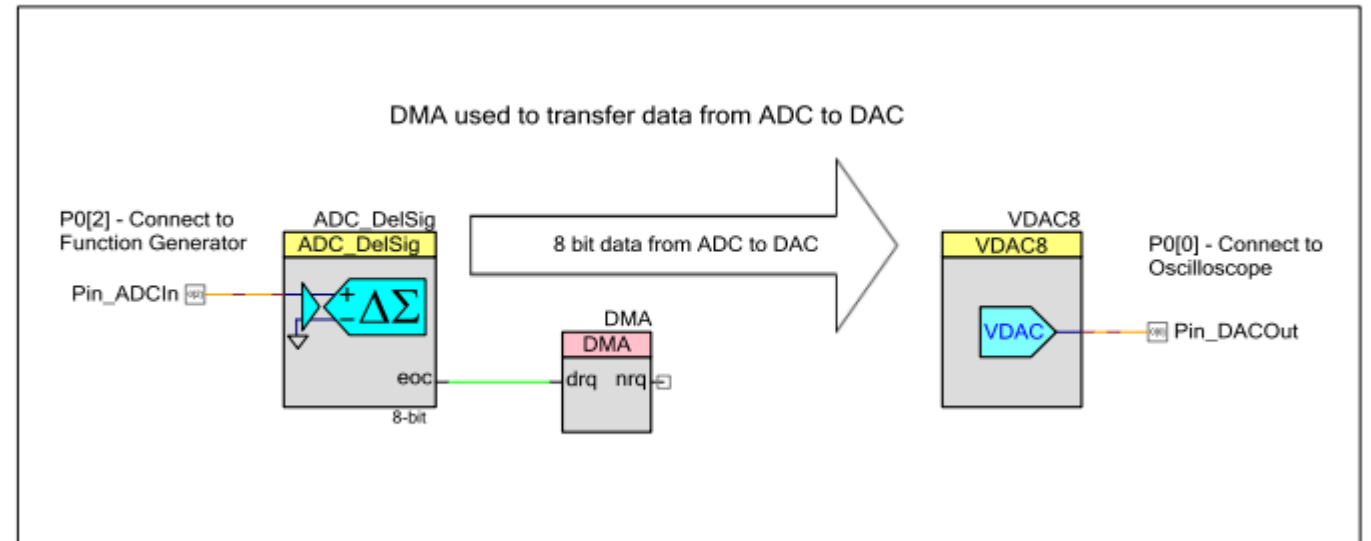 DMA used to transfer data from ADC to DAC
P0[2] - Connect to
Function Generator
ADC_DelSig
ADC_DelSig
8 bit data from ADC to DAC
VDAC8
VDAC8
P0[0] - Connect to
Oscilloscope
Pin_ADCIn
+
-
ΔΣ
DMA
DMA
VDAC
Pin_DACOut
eoc
drq nrq
8-bit